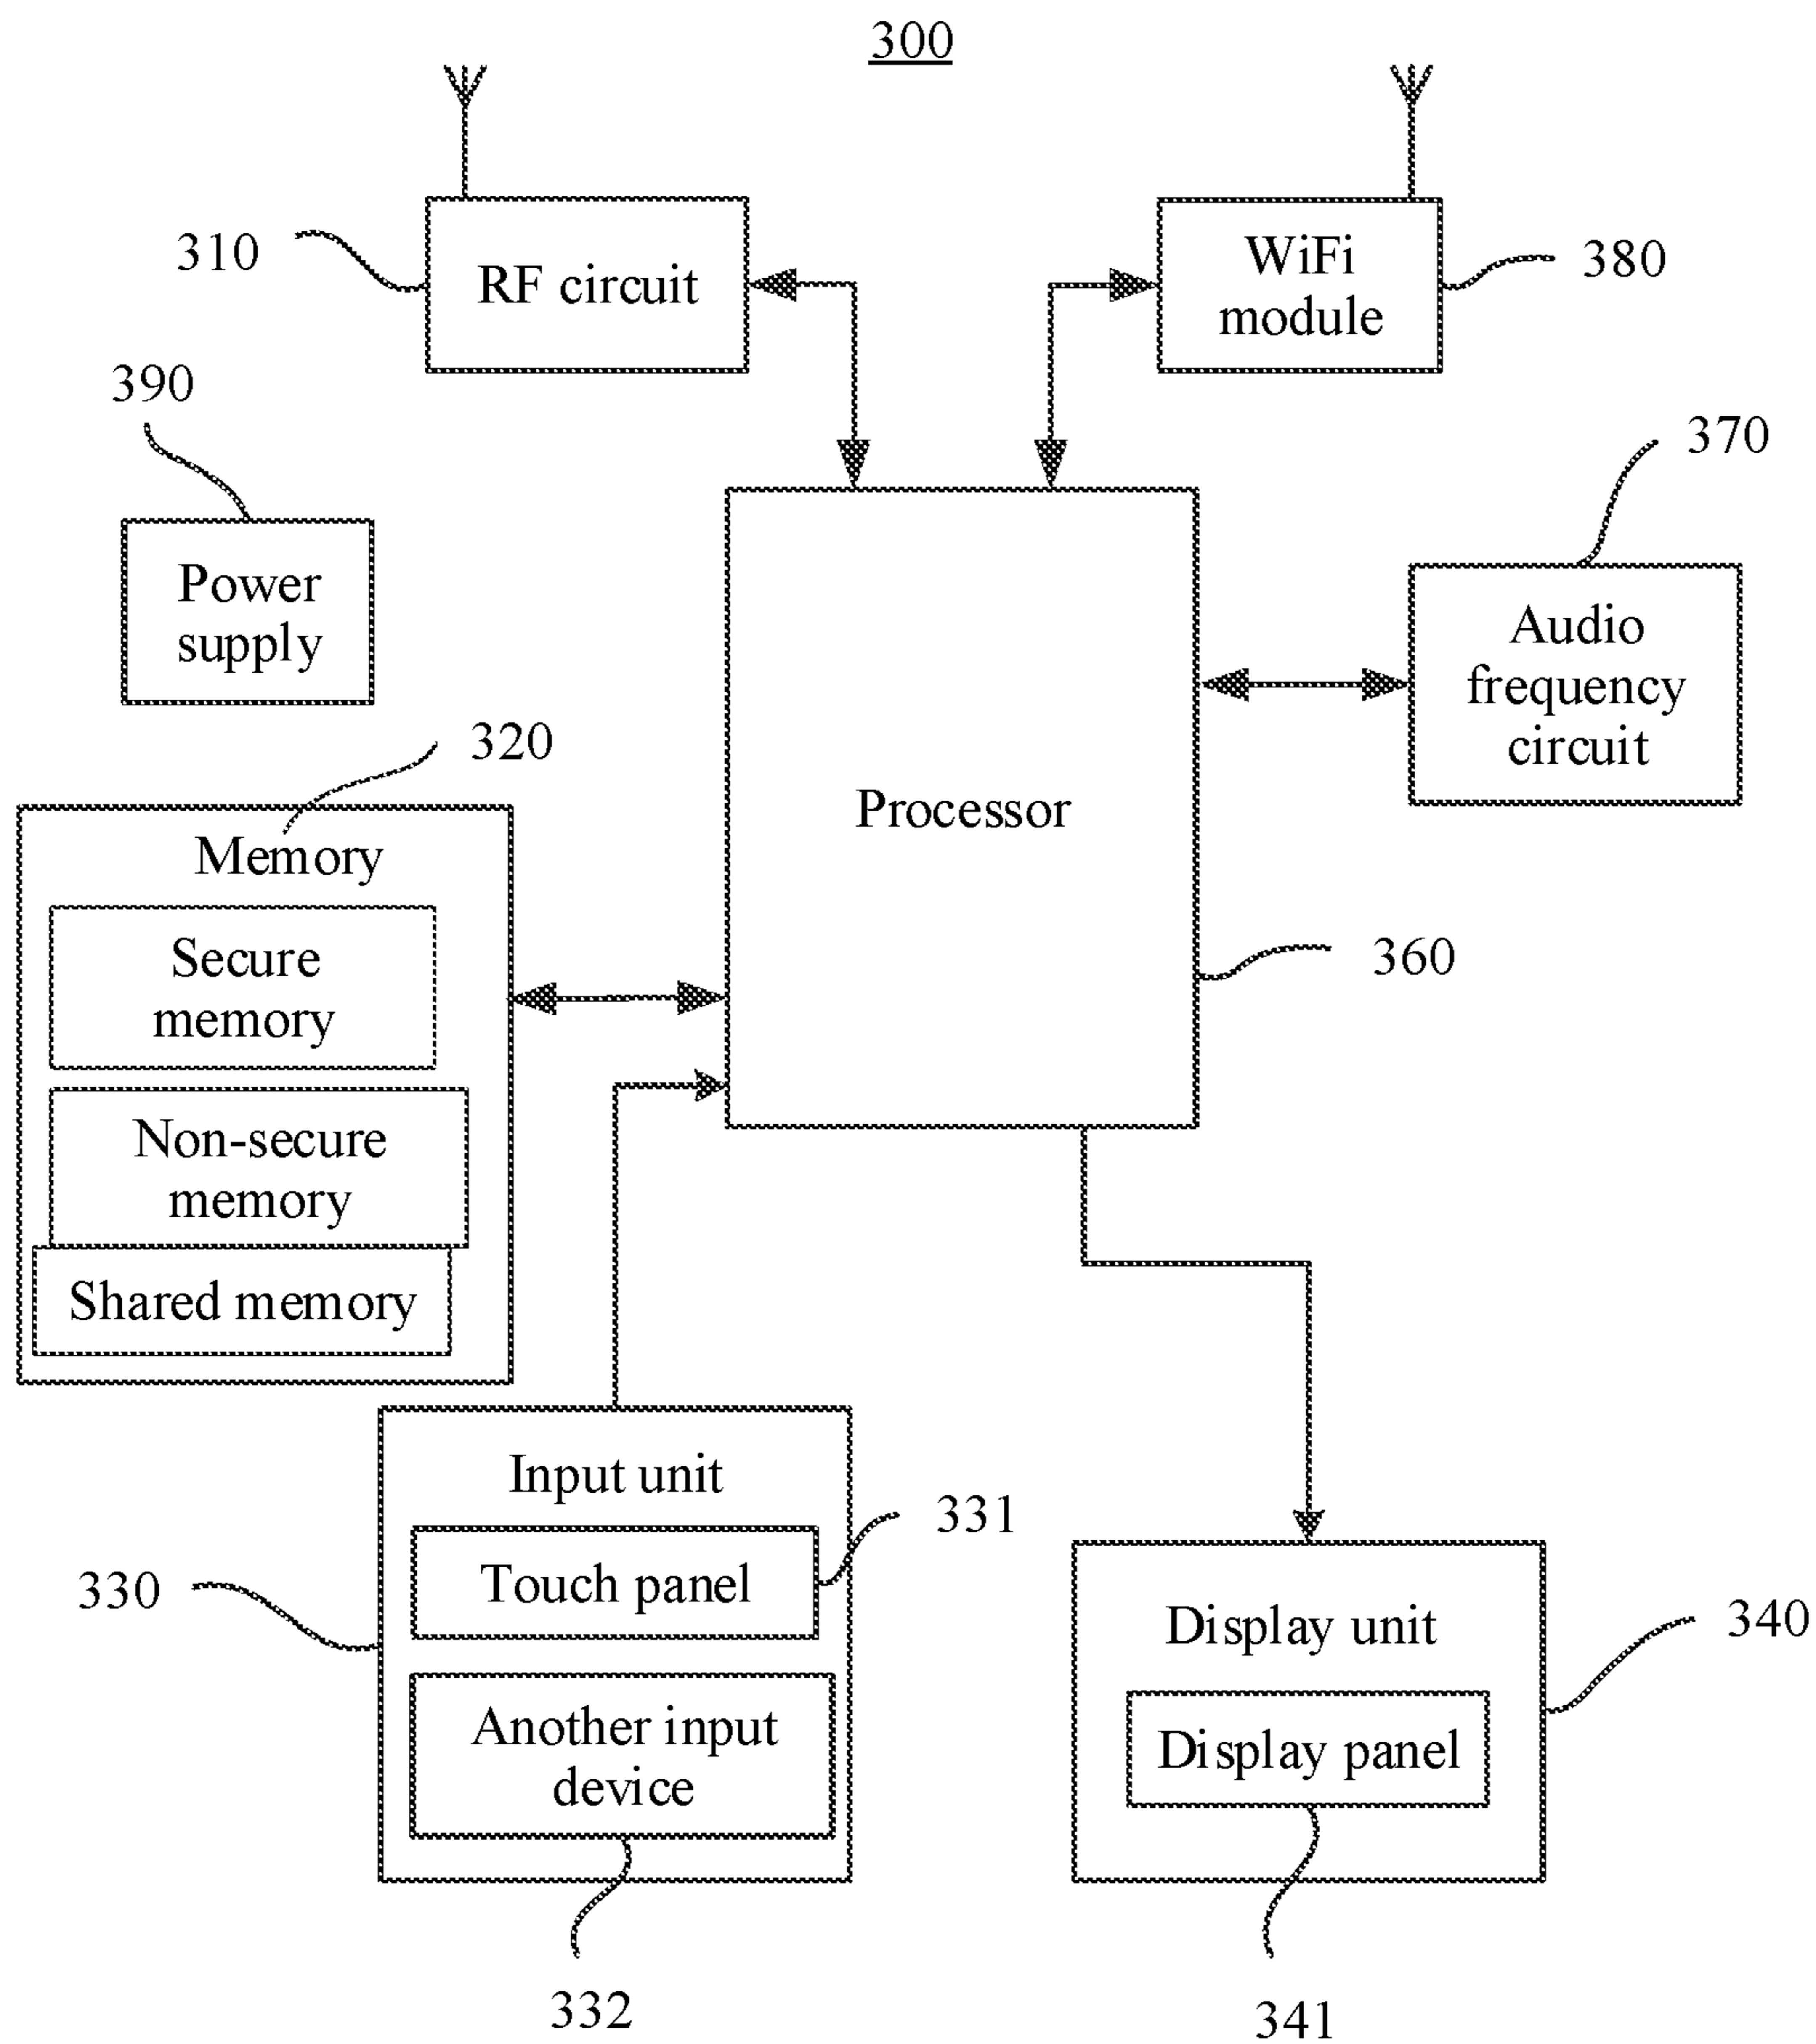 300
310
RF circuit
WiFi
module
380
390
370
Power
supply
Audio
frequency
circuit
320
Processor
Memory
Secure
memory
360
Non-secure
memory
Shared memory
Input unit
331
Touch panel
330
Display unit
340
Another input
device
Display panel
332
341